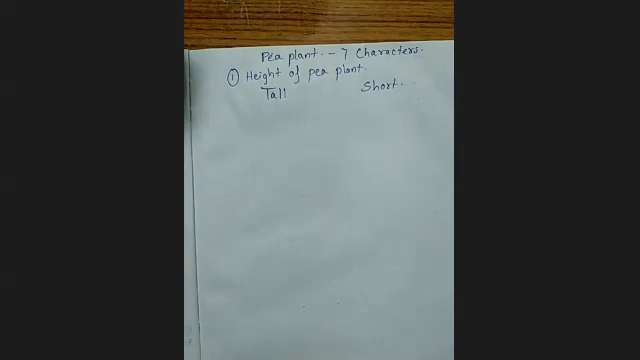 Pea plant. - 7 Characters.
① Height of pea plant.
Tall Short.